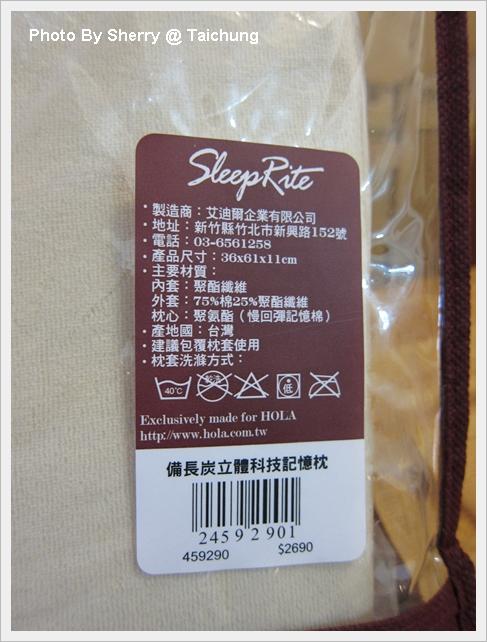 Photo By Sherry @ Taichung
SleepRite
·製造商：艾迪爾企業有限公司
·地址：新竹縣竹北市新興路152號
·電話：03-6561258
·產品尺寸：36x61x11cm
·主要材質：
內套：聚酯纖維
外套：75%棉25%聚酯纖維
枕心：聚氨酯（慢回彈記憶棉）
·產地國：台灣
·建議包覆枕套使用
·枕套洗滌方式：
40℃ 乾洗 低
Exclusively made for HOLA
http://www.hola.com.tw
備長炭立體科技記憶枕
24592901
459290 $2690